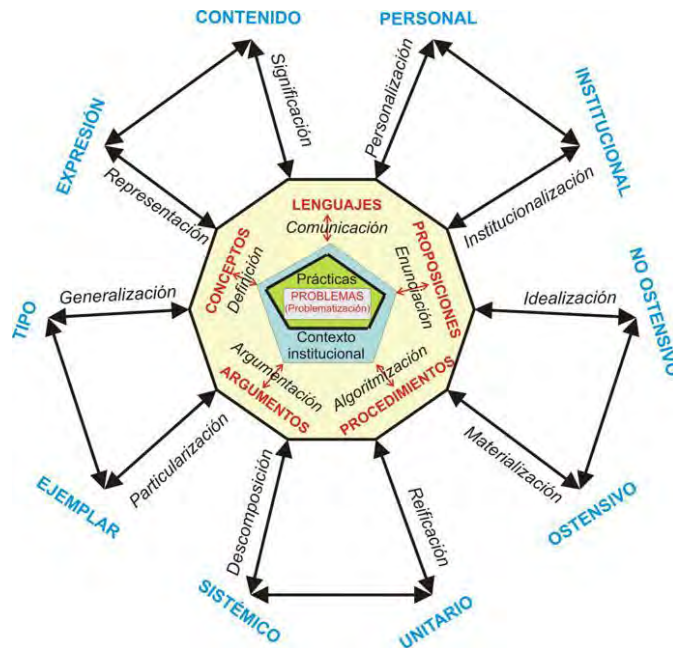 CONTENIDO
PERSONAL
EXPRESIÓN
Significación
Personalización
INSTITUCIONAL
Representación
Institucionalización
LENGUAJES
Comunicación
CONCEPTOS
Definición
PROPOSICIONES
Enunciación
Prácticas
PROBLEMAS
(Problematización)
Contexto
institucional
TIPO
Generalización
Idealización
NO OSTENSIVO
Argumentación
ARGUMENTOS
Algoritmización
PROCEDIMIENTOS
EJEMPLAR
Particularización
Materialización
OSTENSIVO
Descomposición
Reificación
SISTÉMICO
UNITARIO